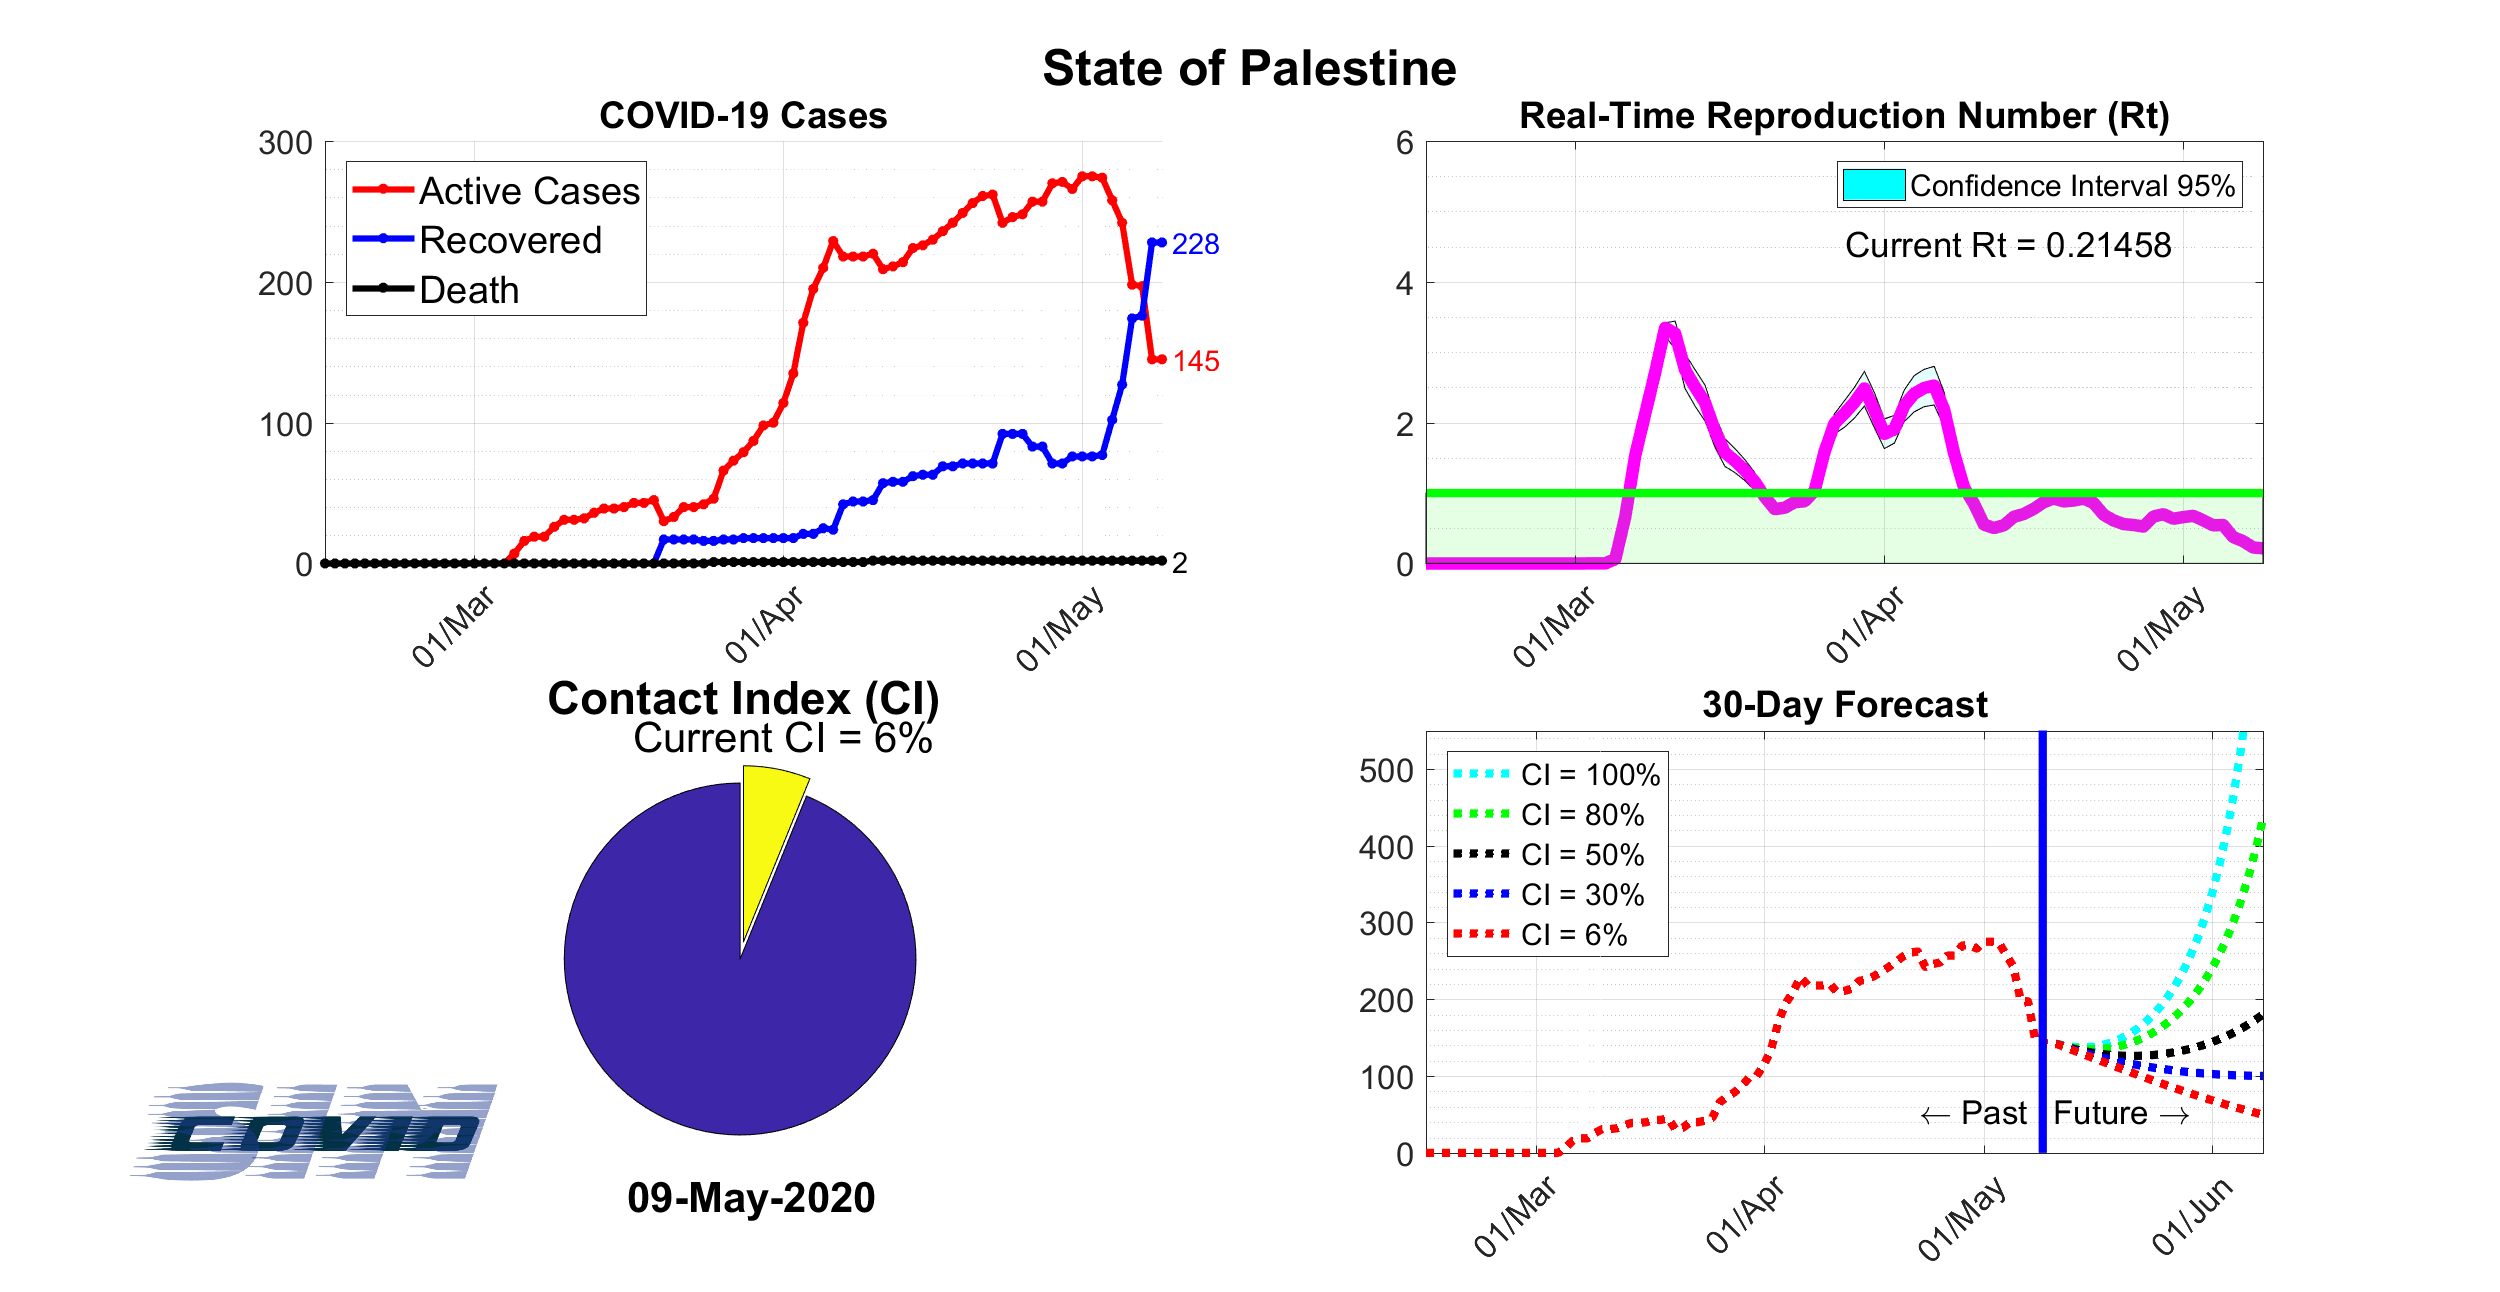 State of Palestine
COVID-19 Cases
300
200
100
0
Active Cases
Recovered
Death
228
145
2
01/Mar
01/Apr
01/May
Real-Time Reproduction Number (Rt)
6
4
2
0
Confidence Interval 95%
Current Rt = 0.21458
01/Mar
01/Apr
01/May
Contact Index (CI)
Current CI = 6%
SIM
COVID
09-May-2020
30-Day Forecast
500
400
300
200
100
0
CI = 100%
CI = 80%
CI = 50%
CI = 30%
CI = 6%
← Past
Future →
01/Mar
01/Apr
01/May
01/Jun